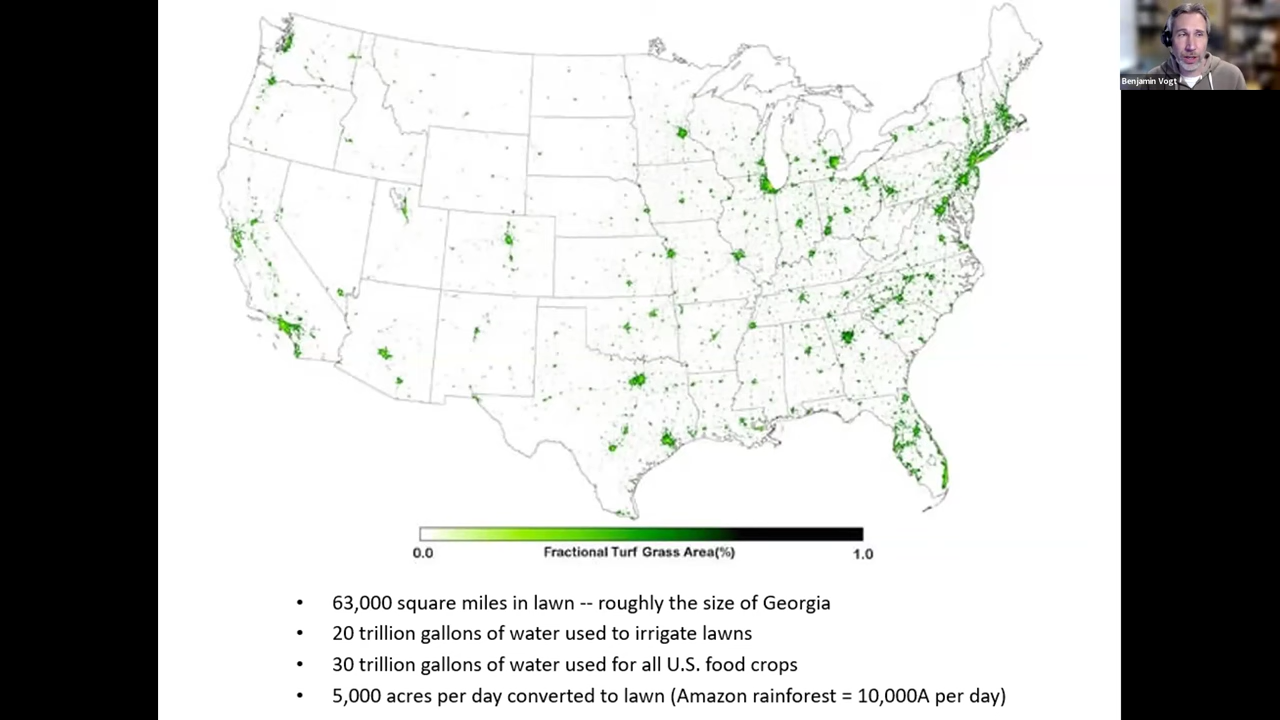 Benjamin Vogt
0.0
Fractional Turf Grass Area(%)
1.0
• 63,000 square miles in lawn -- roughly the size of Georgia
• 20 trillion gallons of water used to irrigate lawns
• 30 trillion gallons of water used for all U.S. food crops
• 5,000 acres per day converted to lawn (Amazon rainforest = 10,000A per day)